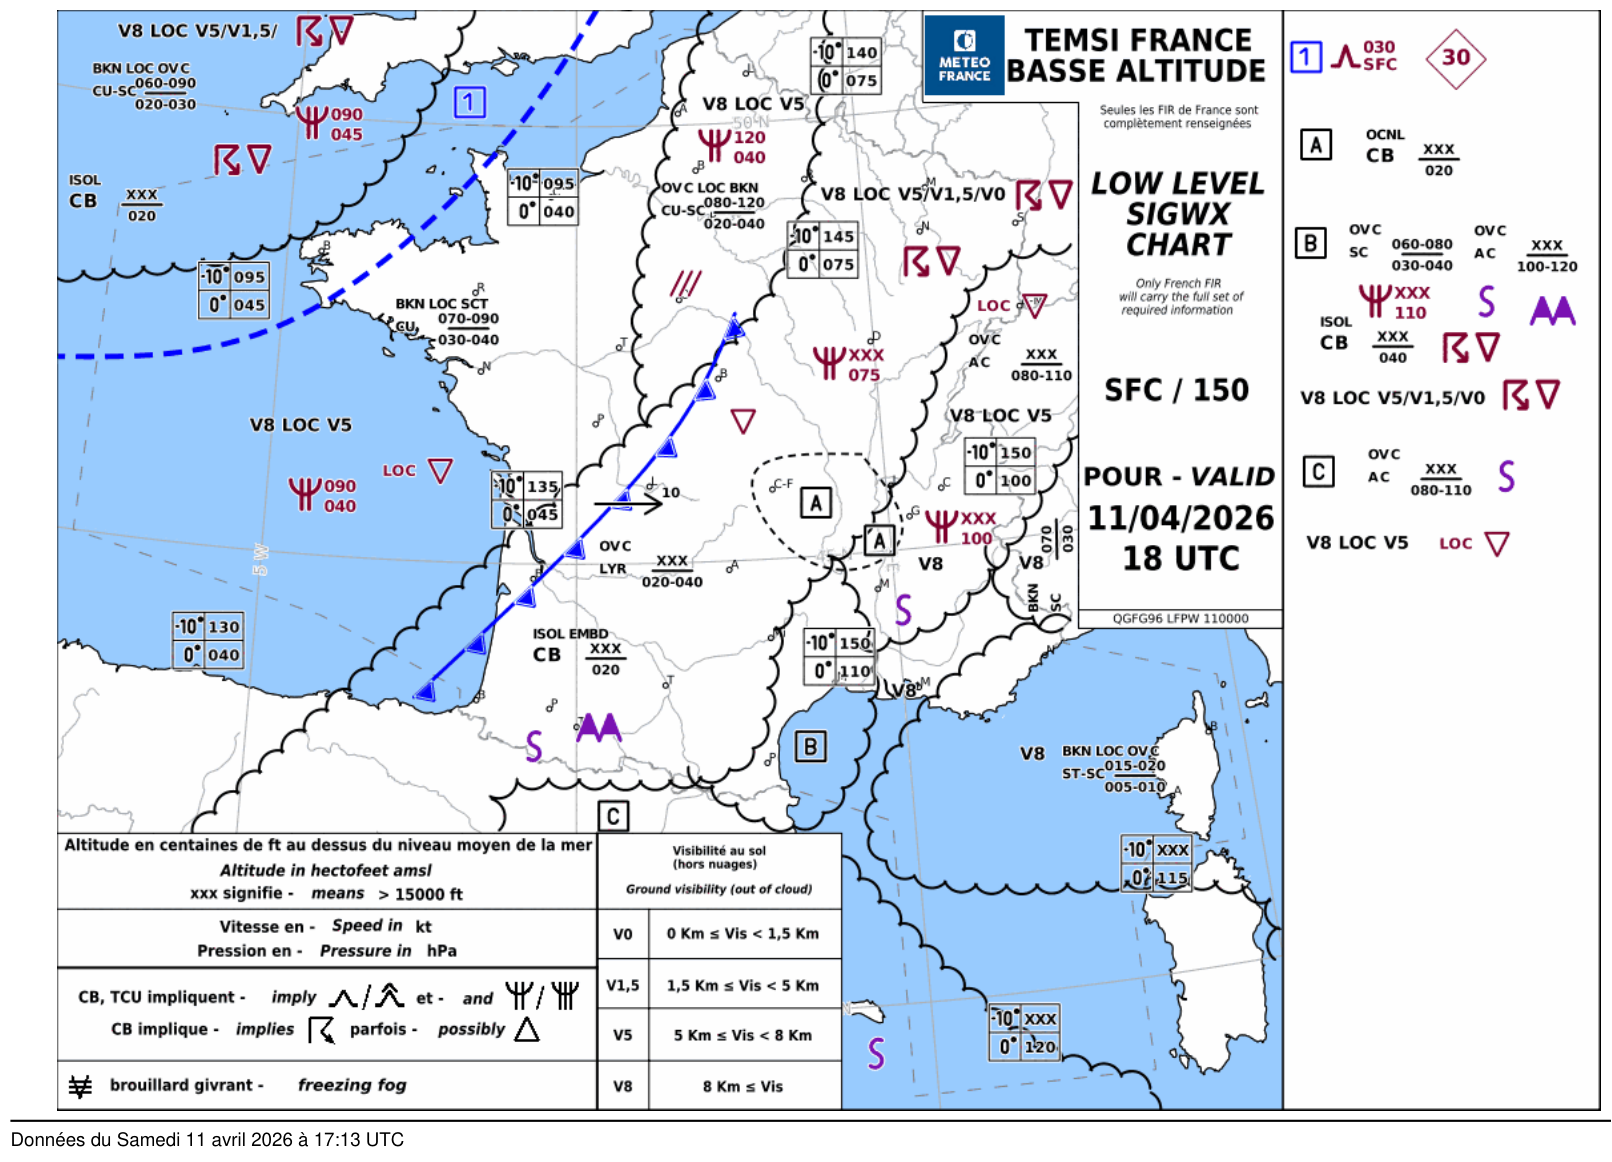 V8 LOC V5/V1,5/
BKN LOC OVC
CU-SC 060-090
020-030
090
045
1
ISOL
CB XXX
020
-10° 095
0° 045
-10° 095
0° 040
BKN LOC SCT
CU 070-090
030-040
V8 LOC V5
LOC
090
040
-10° 130
0° 040
-10° 135
0° 045
5 W
V8 LOC V5
50 N
120
040
OVC LOC BKN
CU-SC 080-120
020-040
-10° 140
0° 075
-10° 145
0° 075
V8 LOC V5/V1,5/V0
LOC
OVC
AC XXX
080-110
XXX
075
V8 LOC V5
-10° 150
0° 100
C-F
A
A
XXX
100
V8
V8
BKN SC 070
030
10
OVC
LYR XXX
020-040
45 N
ISOL EMBD
CB XXX
020
-10° 150
0° 110
V8
B
C
V8
BKN LOC OVC
ST-SC 015-020
005-010
-10° XXX
0° 115
-10° XXX
0° 120
METEO
FRANCE
TEMSI FRANCE
BASSE ALTITUDE
Seules les FIR de France sont
complètement renseignées
LOW LEVEL
SIGWX
CHART
Only French FIR
will carry the full set of
required information
SFC / 150
POUR - VALID
11/04/2026
18 UTC
QGFG96 LFPW 110000
1 030
SFC
30
A OCNL
CB XXX
020
B OVC
SC 060-080
030-040
OVC
AC XXX
100-120
XXX
110
ISOL
CB XXX
040
V8 LOC V5/V1,5/V0
C OVC
AC XXX
080-110
V8 LOC V5 LOC
Altitude en centaines de ft au dessus du niveau moyen de la mer
Altitude in hectofeet amsl
xxx signifie - means > 15000 ft
Vitesse en - Speed in kt
Pression en - Pressure in hPa
CB, TCU impliquent - imply / et - and /
CB implique - implies parfois - possibly
brouillard givrant - freezing fog
Visibilité au sol
(hors nuages)
Ground visibility (out of cloud)
V0 0 Km ≤ Vis < 1,5 Km
V1,5 1,5 Km ≤ Vis < 5 Km
V5 5 Km ≤ Vis < 8 Km
V8 8 Km ≤ Vis
Données du Samedi 11 avril 2026 à 17:13 UTC